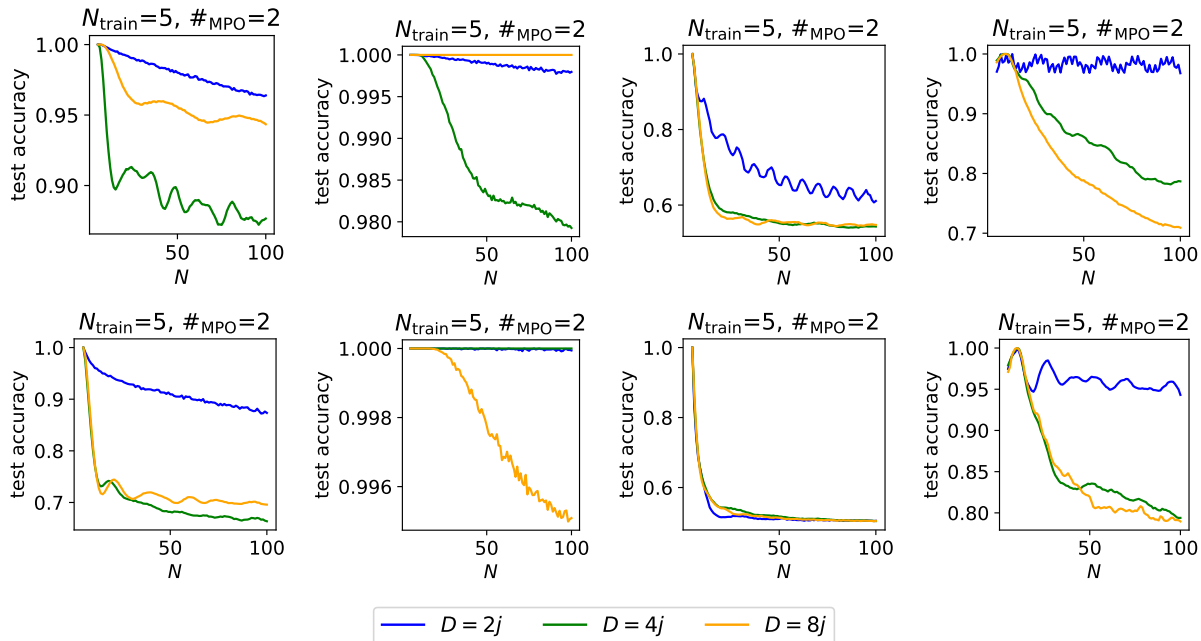 N_train=5, #_MPO=2
test accuracy
1.00
0.95
0.90
50
100
N
N_train=5, #_MPO=2
test accuracy
1.000
0.995
0.990
0.985
0.980
50
100
N
N_train=5, #_MPO=2
test accuracy
1.0
0.8
0.6
50
100
N
N_train=5, #_MPO=2
test accuracy
1.0
0.9
0.8
0.7
50
100
N
N_train=5, #_MPO=2
test accuracy
1.0
0.9
0.8
0.7
50
100
N
N_train=5, #_MPO=2
test accuracy
1.000
0.998
0.996
50
100
N
N_train=5, #_MPO=2
test accuracy
1.0
0.8
0.6
50
100
N
N_train=5, #_MPO=2
test accuracy
1.00
0.95
0.90
0.85
0.80
50
100
N
D = 2j
D = 4j
D = 8j